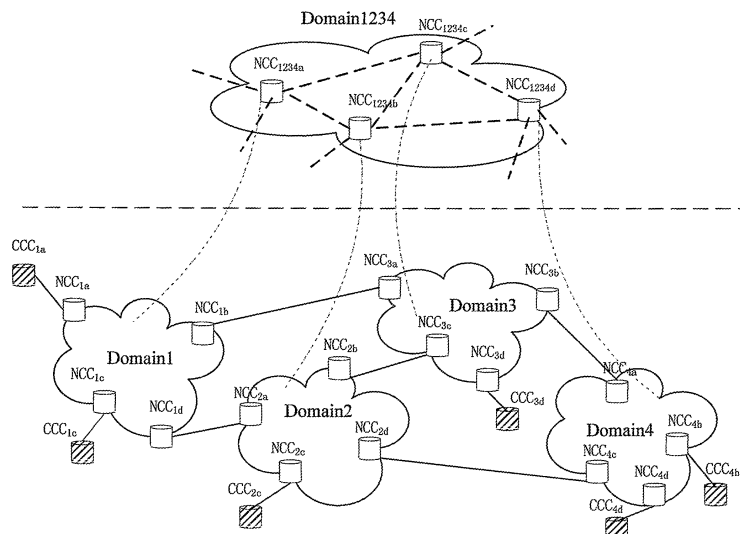 Domain1234
NCC1234c
NCC1234a
NCC1234d
NCC1234b
CCC1a
NCC1a
NCC1b
NCC3a
NCC3b
Domain3
NCC3c
Domain1
NCC2b
NCC3d
NCC1c
NCC4a
NCC1d
NCC2a
CCC3d
Domain2
CCC1c
NCC2d
Domain4
NCC4b
NCC2c
NCC4c
NCC4d
CCC4b
CCC2c
CCC4d